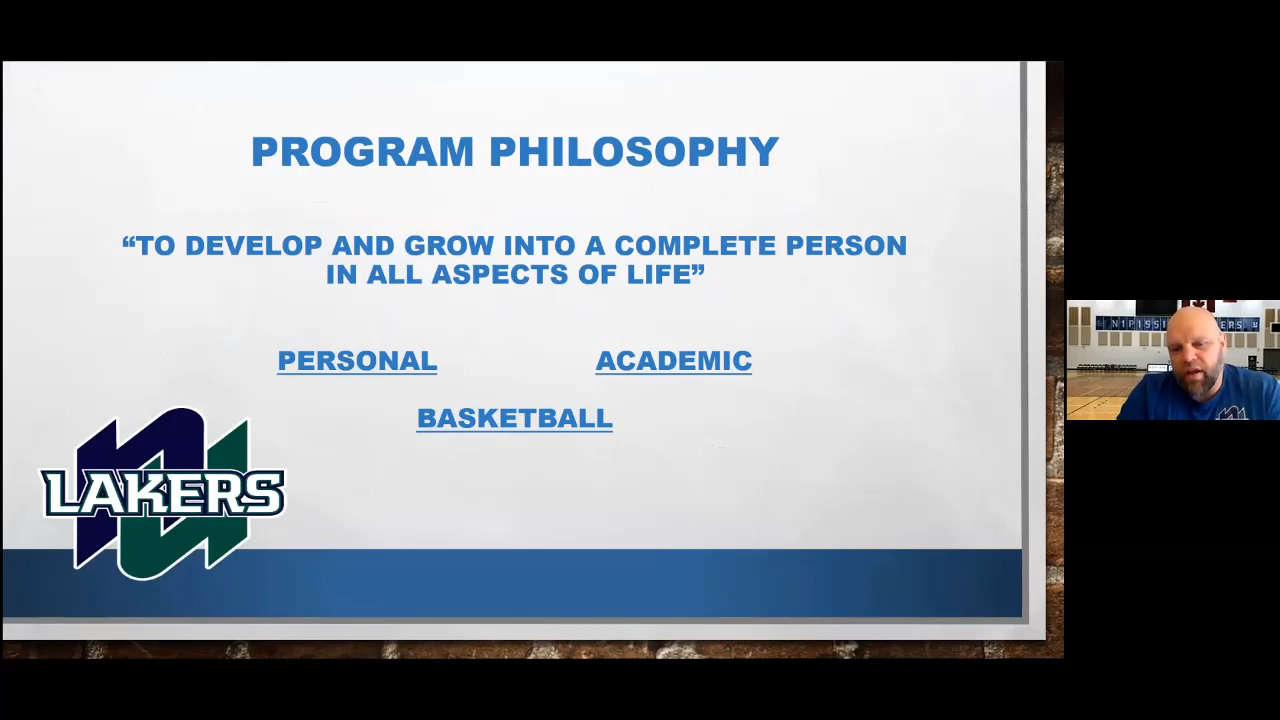 PROGRAM PHILOSOPHY
“TO DEVELOP AND GROW INTO A COMPLETE PERSON
IN ALL ASPECTS OF LIFE”
PERSONAL ACADEMIC
BASKETBALL
LAKERS